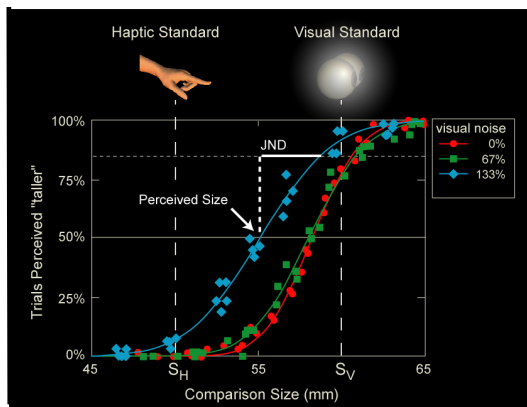 Haptic Standard
Visual Standard
100%
75%
50%
25%
0%
Trials Perceived "taller"
JND
Perceived Size
visual noise
0%
67%
133%
45
S_H
55
S_V
65
Comparison Size (mm)